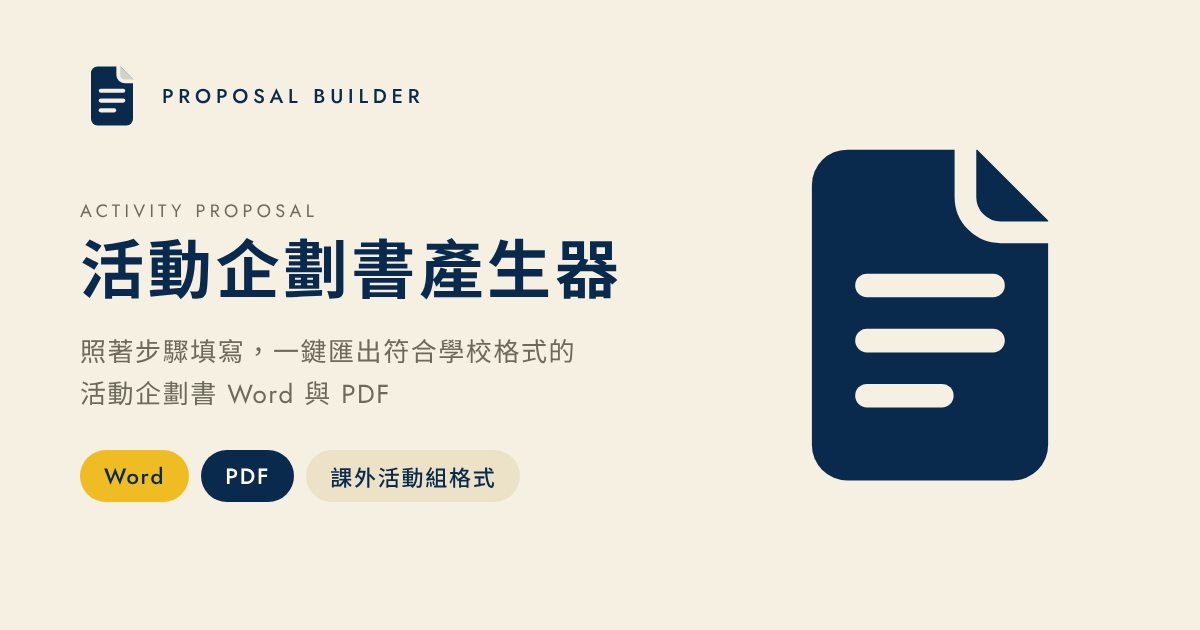 PROPOSAL BUILDER
ACTIVITY PROPOSAL
活動企劃書產生器
照著步驟填寫，一鍵匯出符合學校格式的
活動企劃書 Word 與 PDF
Word
PDF
課外活動組格式